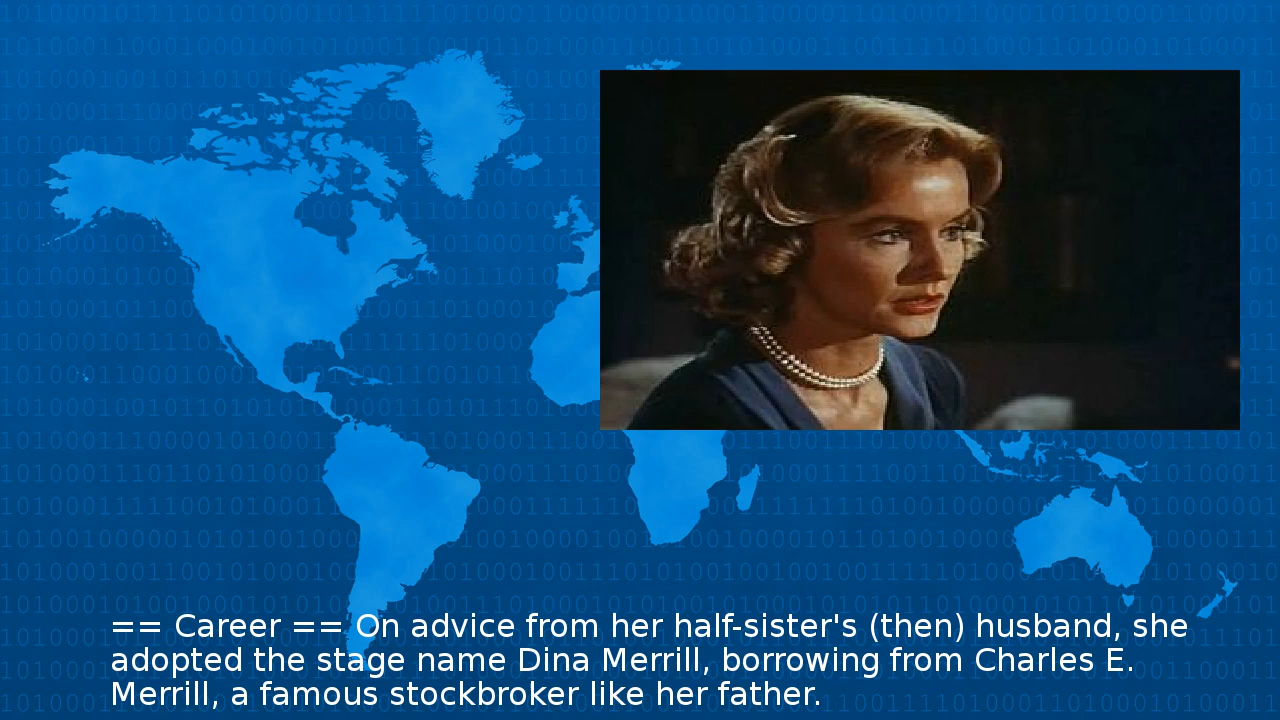 == Career == On advice from her half-sister's (then) husband, she
adopted the stage name Dina Merrill, borrowing from Charles E.
Merrill, a famous stockbroker like her father.